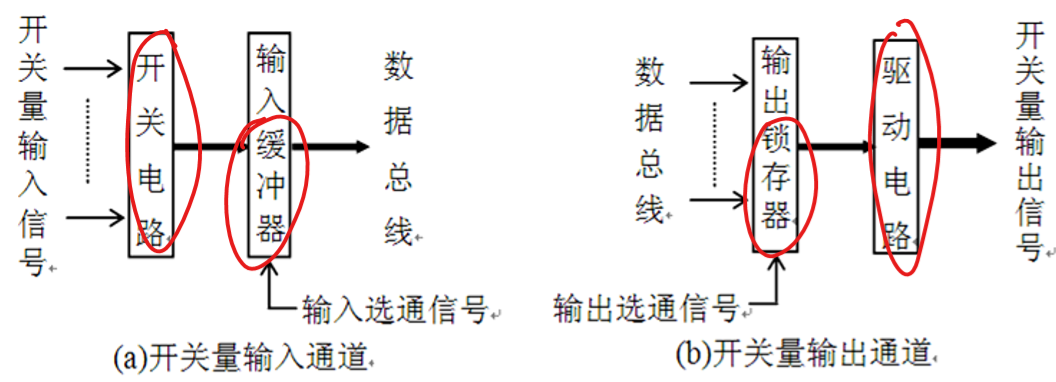 开关量输入信号
开关电路
输入缓冲器
数据总线
输入选通信号
(a)开关量输入通道
数据总线
输出锁存器
驱动电路
开关量输出信号
输出选通信号
(b)开关量输出通道